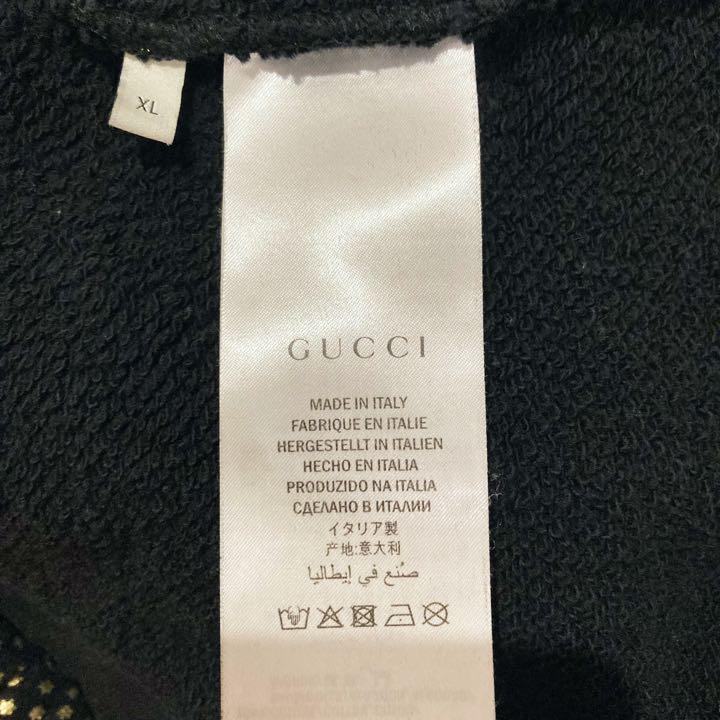 XL
GUCCI
MADE IN ITALY
FABRIQUE EN ITALIE
HERGESTELLT IN ITALIEN
HECHO EN ITALIA
PRODUZIDO NA ITALIA
СДЕЛАНО В ИТАЛИИ
イタリア製
产地:意大利
صُنع في إيطاليا